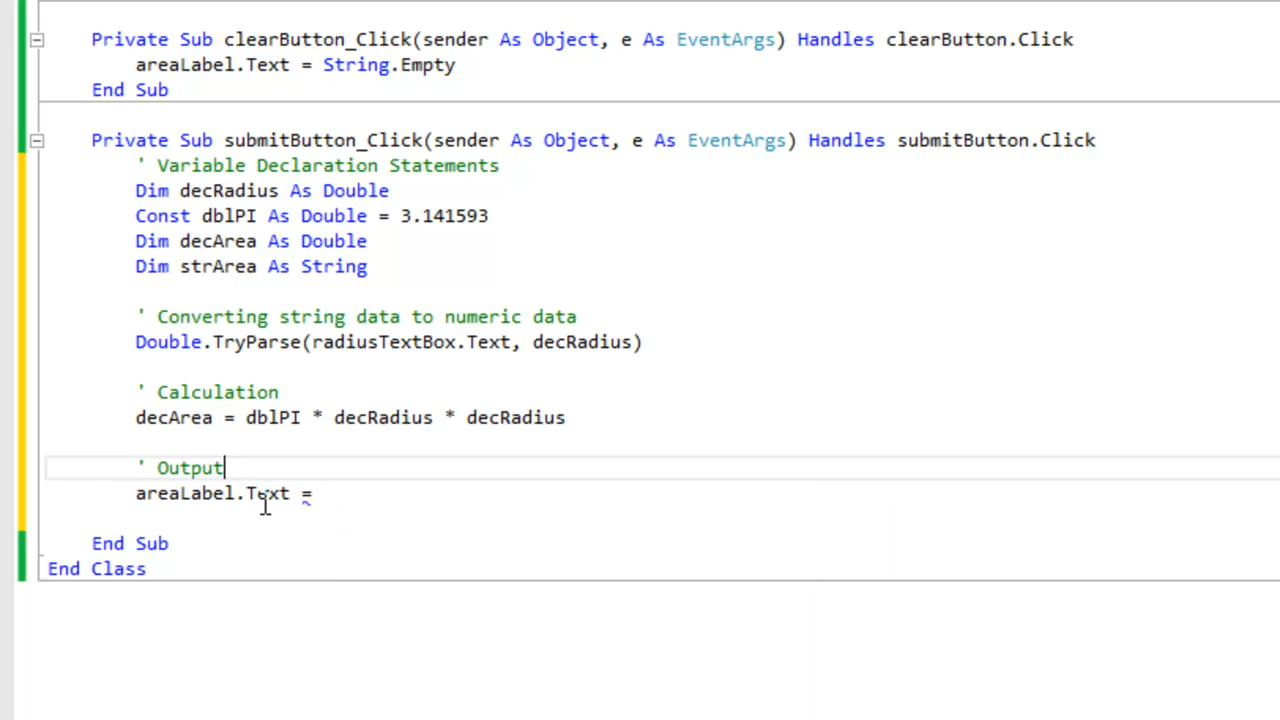 Private Sub clearButton_Click(sender As Object, e As EventArgs) Handles clearButton.Click
areaLabel.Text = String.Empty
End Sub
Private Sub submitButton_Click(sender As Object, e As EventArgs) Handles submitButton.Click
' Variable Declaration Statements
Dim decRadius As Double
Const dblPI As Double = 3.141593
Dim decArea As Double
Dim strArea As String
' Converting string data to numeric data
Double.TryParse(radiusTextBox.Text, decRadius)
' Calculation
decArea = dblPI * decRadius * decRadius
' Output
areaLabel.Text =
End Sub
End Class